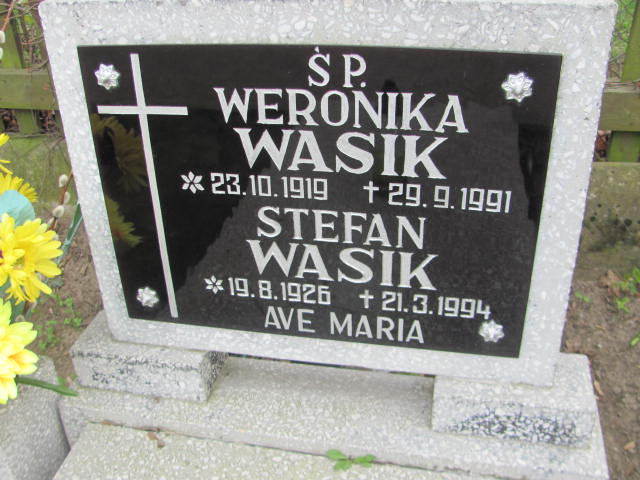 Ś P.
WERONIKA
WASIK
* 23.10.1919 ✝ 29.9.1991
STEFAN
WASIK
* 19.8.1926 ✝ 21.3.1994
AVE MARIA